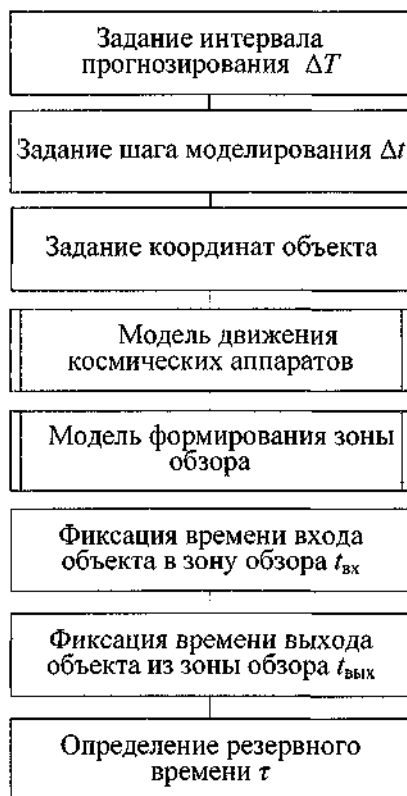 Задание интервала
прогнозирования ΔT
Задание шага моделирования Δt
Задание координат объекта
Модель движения
космических аппаратов
Модель формирования зоны
обзора
Фиксация времени входа
объекта в зону обзора tвх
Фиксация времени выхода
объекта из зоны обзора tвых
Определение резервного
времени τ